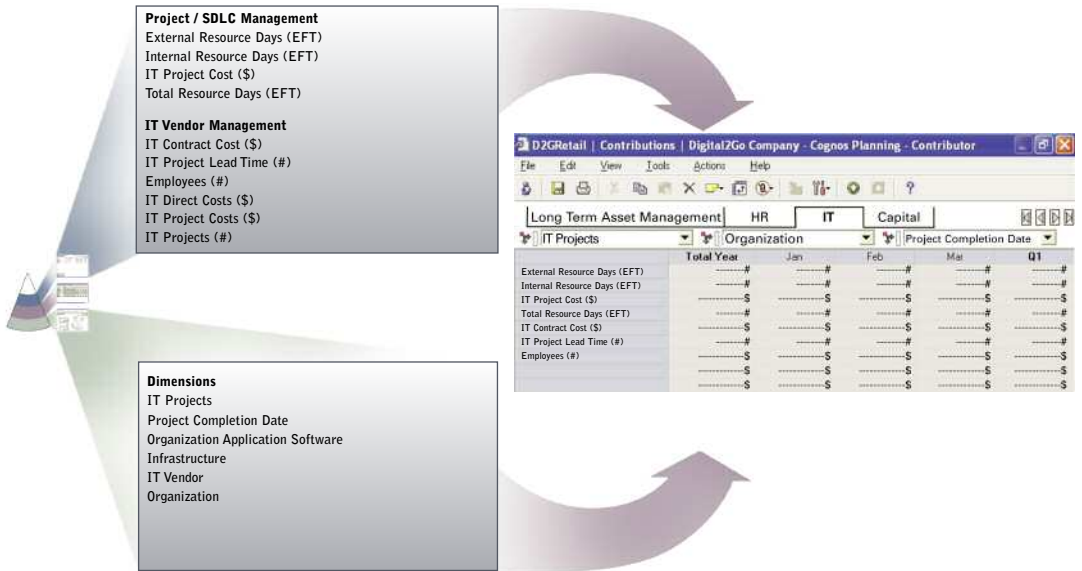 Project / SDLC Management
External Resource Days (EFT)
Internal Resource Days (EFT)
IT Project Cost ($)
Total Resource Days (EFT)
IT Vendor Management
IT Contract Cost ($)
IT Project Lead Time (#)
Employees (#)
IT Direct Costs ($)
IT Project Costs ($)
IT Projects (#)
Dimensions
IT Projects
Project Completion Date
Organization Application Software
Infrastructure
IT Vendor
Organization
D2GRetail | Contributions | Digital2Go Company - Cognos Planning - Contributor
File Edit View Tools Actions Help
Long Term Asset Management HR IT Capital
IT Projects Organization Project Completion Date
Total Year Jan Feb Mar Q1
External Resource Days (EFT) --------# --------# --------# --------# --------#
Internal Resource Days (EFT) --------# --------# --------# --------# --------#
IT Project Cost ($) ------------$ ------------$ ------------$ ------------$ ------------$
Total Resource Days (EFT) --------# --------# --------# --------# --------#
IT Contract Cost ($) ------------$ ------------$ ------------$ ------------$ ------------$
IT Project Lead Time (#) --------# --------# --------# --------# --------#
Employees (#) ------------$ ------------$ ------------$ ------------$ ------------$
------------$ ------------$ ------------$ ------------$ ------------$
------------$ ------------$ ------------$ ------------$ ------------$